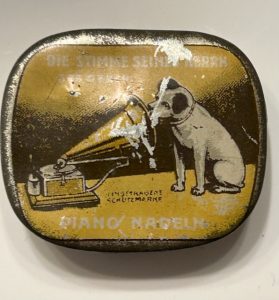 DIE STIMME SEINES HERRN
EINGETRAGENE
SCHUTZMARKE
PIANO NADELN